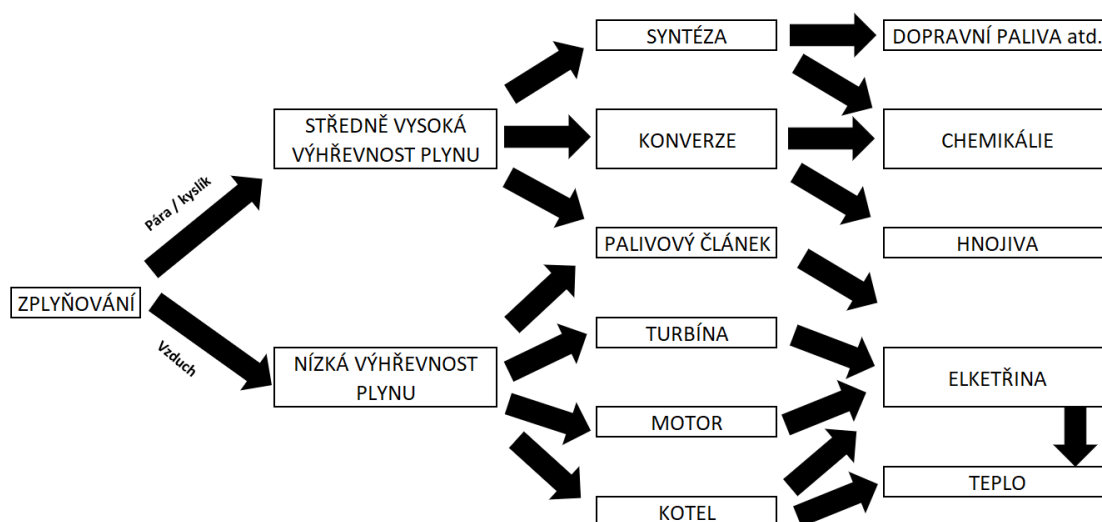 SYNTÉZA
DOPRAVNÍ PALIVA atd.
STŘEDNĚ VYSOKÁ
VÝHŘEVNOST PLYNU
KONVERZE
CHEMIKÁLIE
Pára / kyslík
PALIVOVÝ ČLÁNEK
HNOJIVA
ZPLYŇOVÁNÍ
Vzduch
TURBÍNA
NÍZKÁ VÝHŘEVNOST
PLYNU
ELKETŘINA
MOTOR
TEPLO
KOTEL